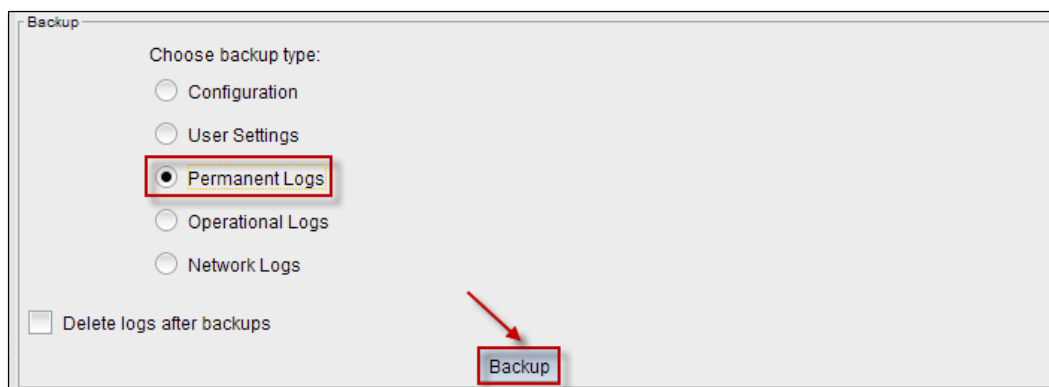 Backup
Choose backup type:
Configuration
User Settings
Permanent Logs
Operational Logs
Network Logs
Delete logs after backups
Backup